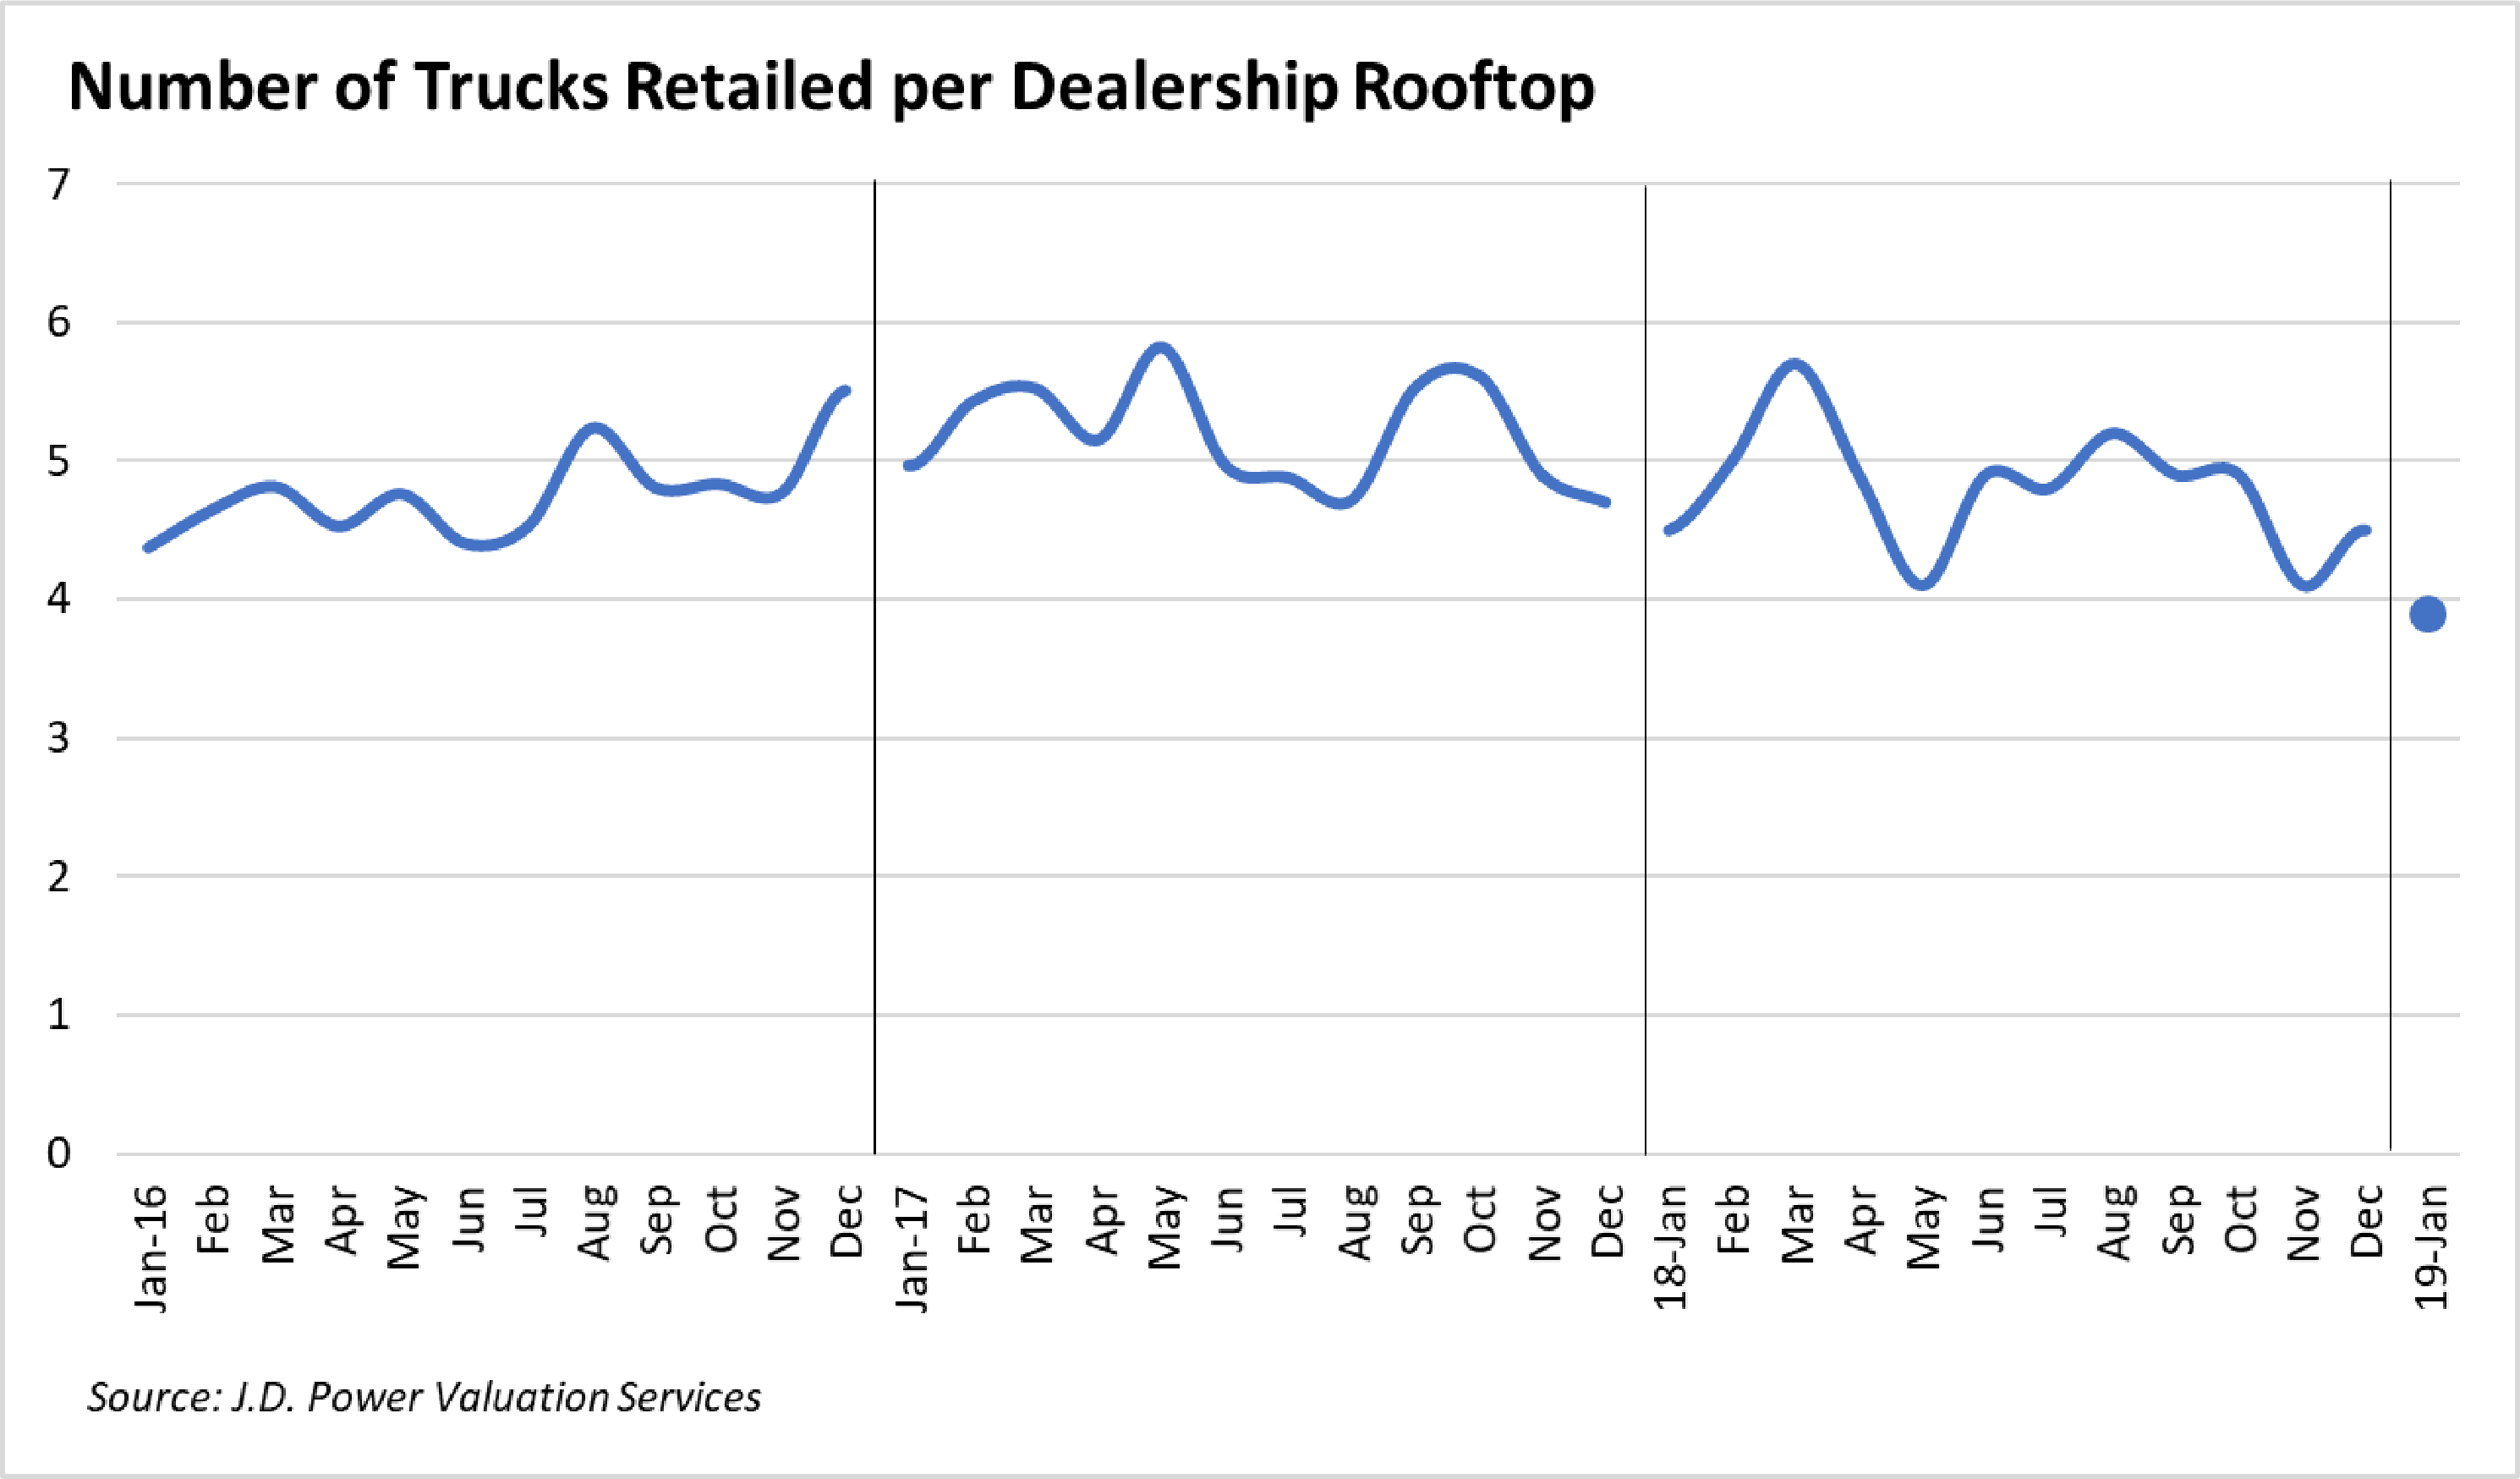 Number of Trucks Retailed per Dealership Rooftop
7
6
5
4
3
2
1
0
Jan-16 Feb Mar Apr May Jun Jul Aug Sep Oct Nov Dec Jan-17 Feb Mar Apr May Jun Jul Aug Sep Oct Nov Dec 18-Jan Feb Mar Apr May Jun Jul Aug Sep Oct Nov Dec 19-Jan
Source: J.D. Power Valuation Services